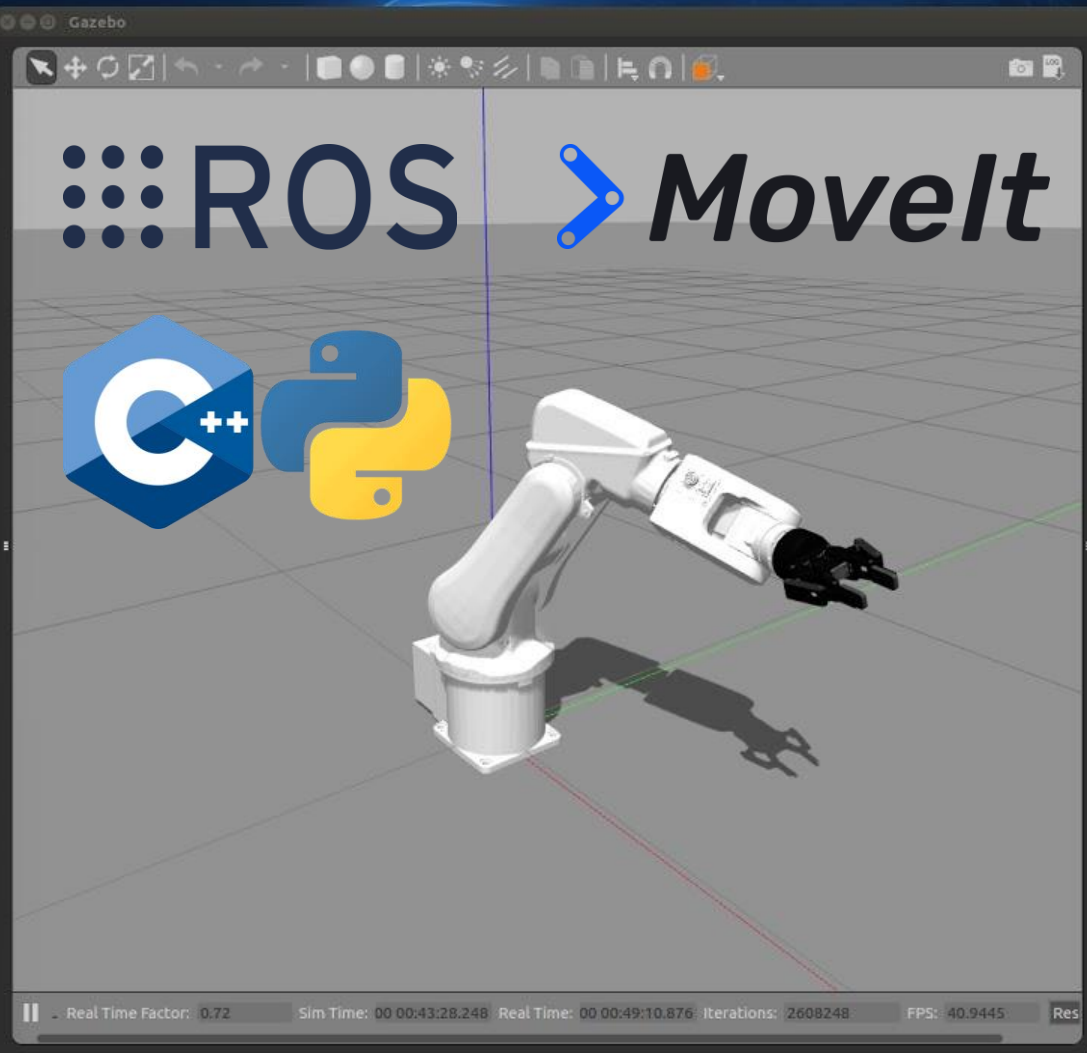 Gazebo
LOG
ROS MoveIt
C++
Real Time Factor: 0.72 Sim Time: 00 00:43:28.248 Real Time: 00 00:49:10.876 Iterations: 2608248 FPS: 40.9445 Res